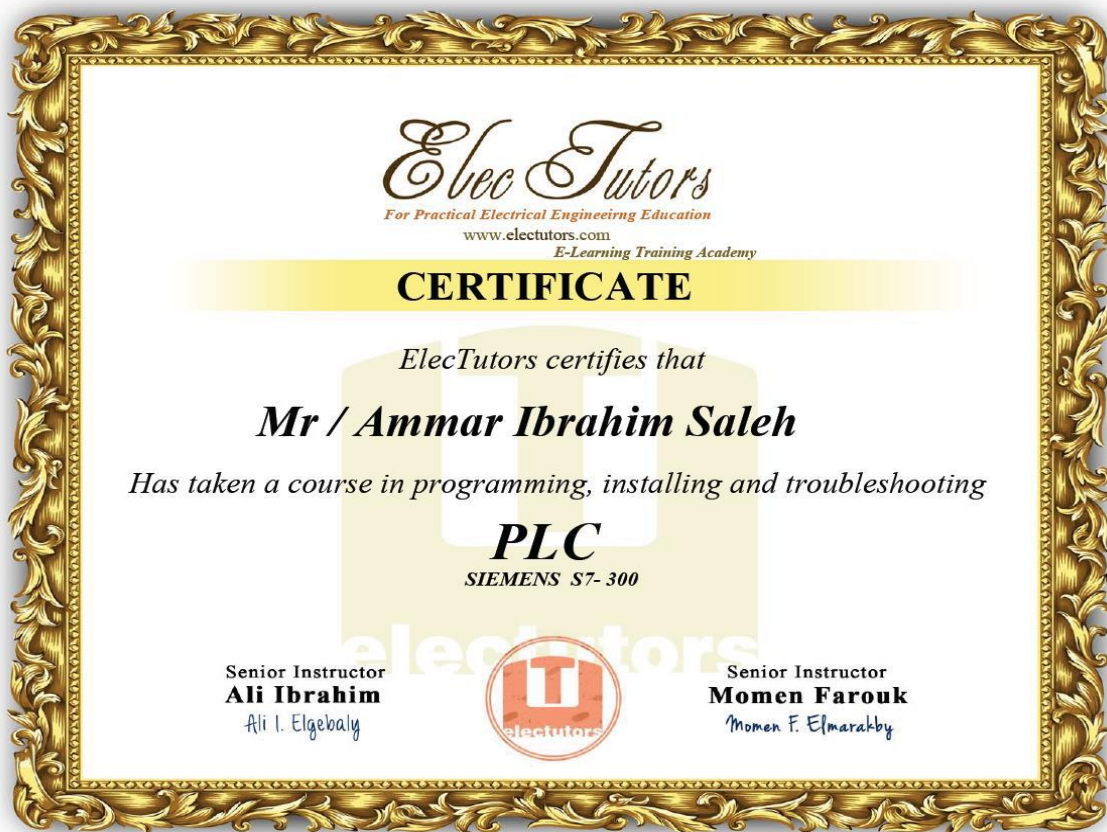 Elec Tutors
For Practical Electrical Engineeirng Education
www.electutors.com
E-Learning Training Academy
CERTIFICATE
ElecTutors certifies that
Mr / Ammar Ibrahim Saleh
Has taken a course in programming, installing and troubleshooting
PLC
SIEMENS S7- 300
electutors
Senior Instructor
Ali Ibrahim
Ali I. Elgebaly
electutors
Senior Instructor
Momen Farouk
Momen F. Elmarakby